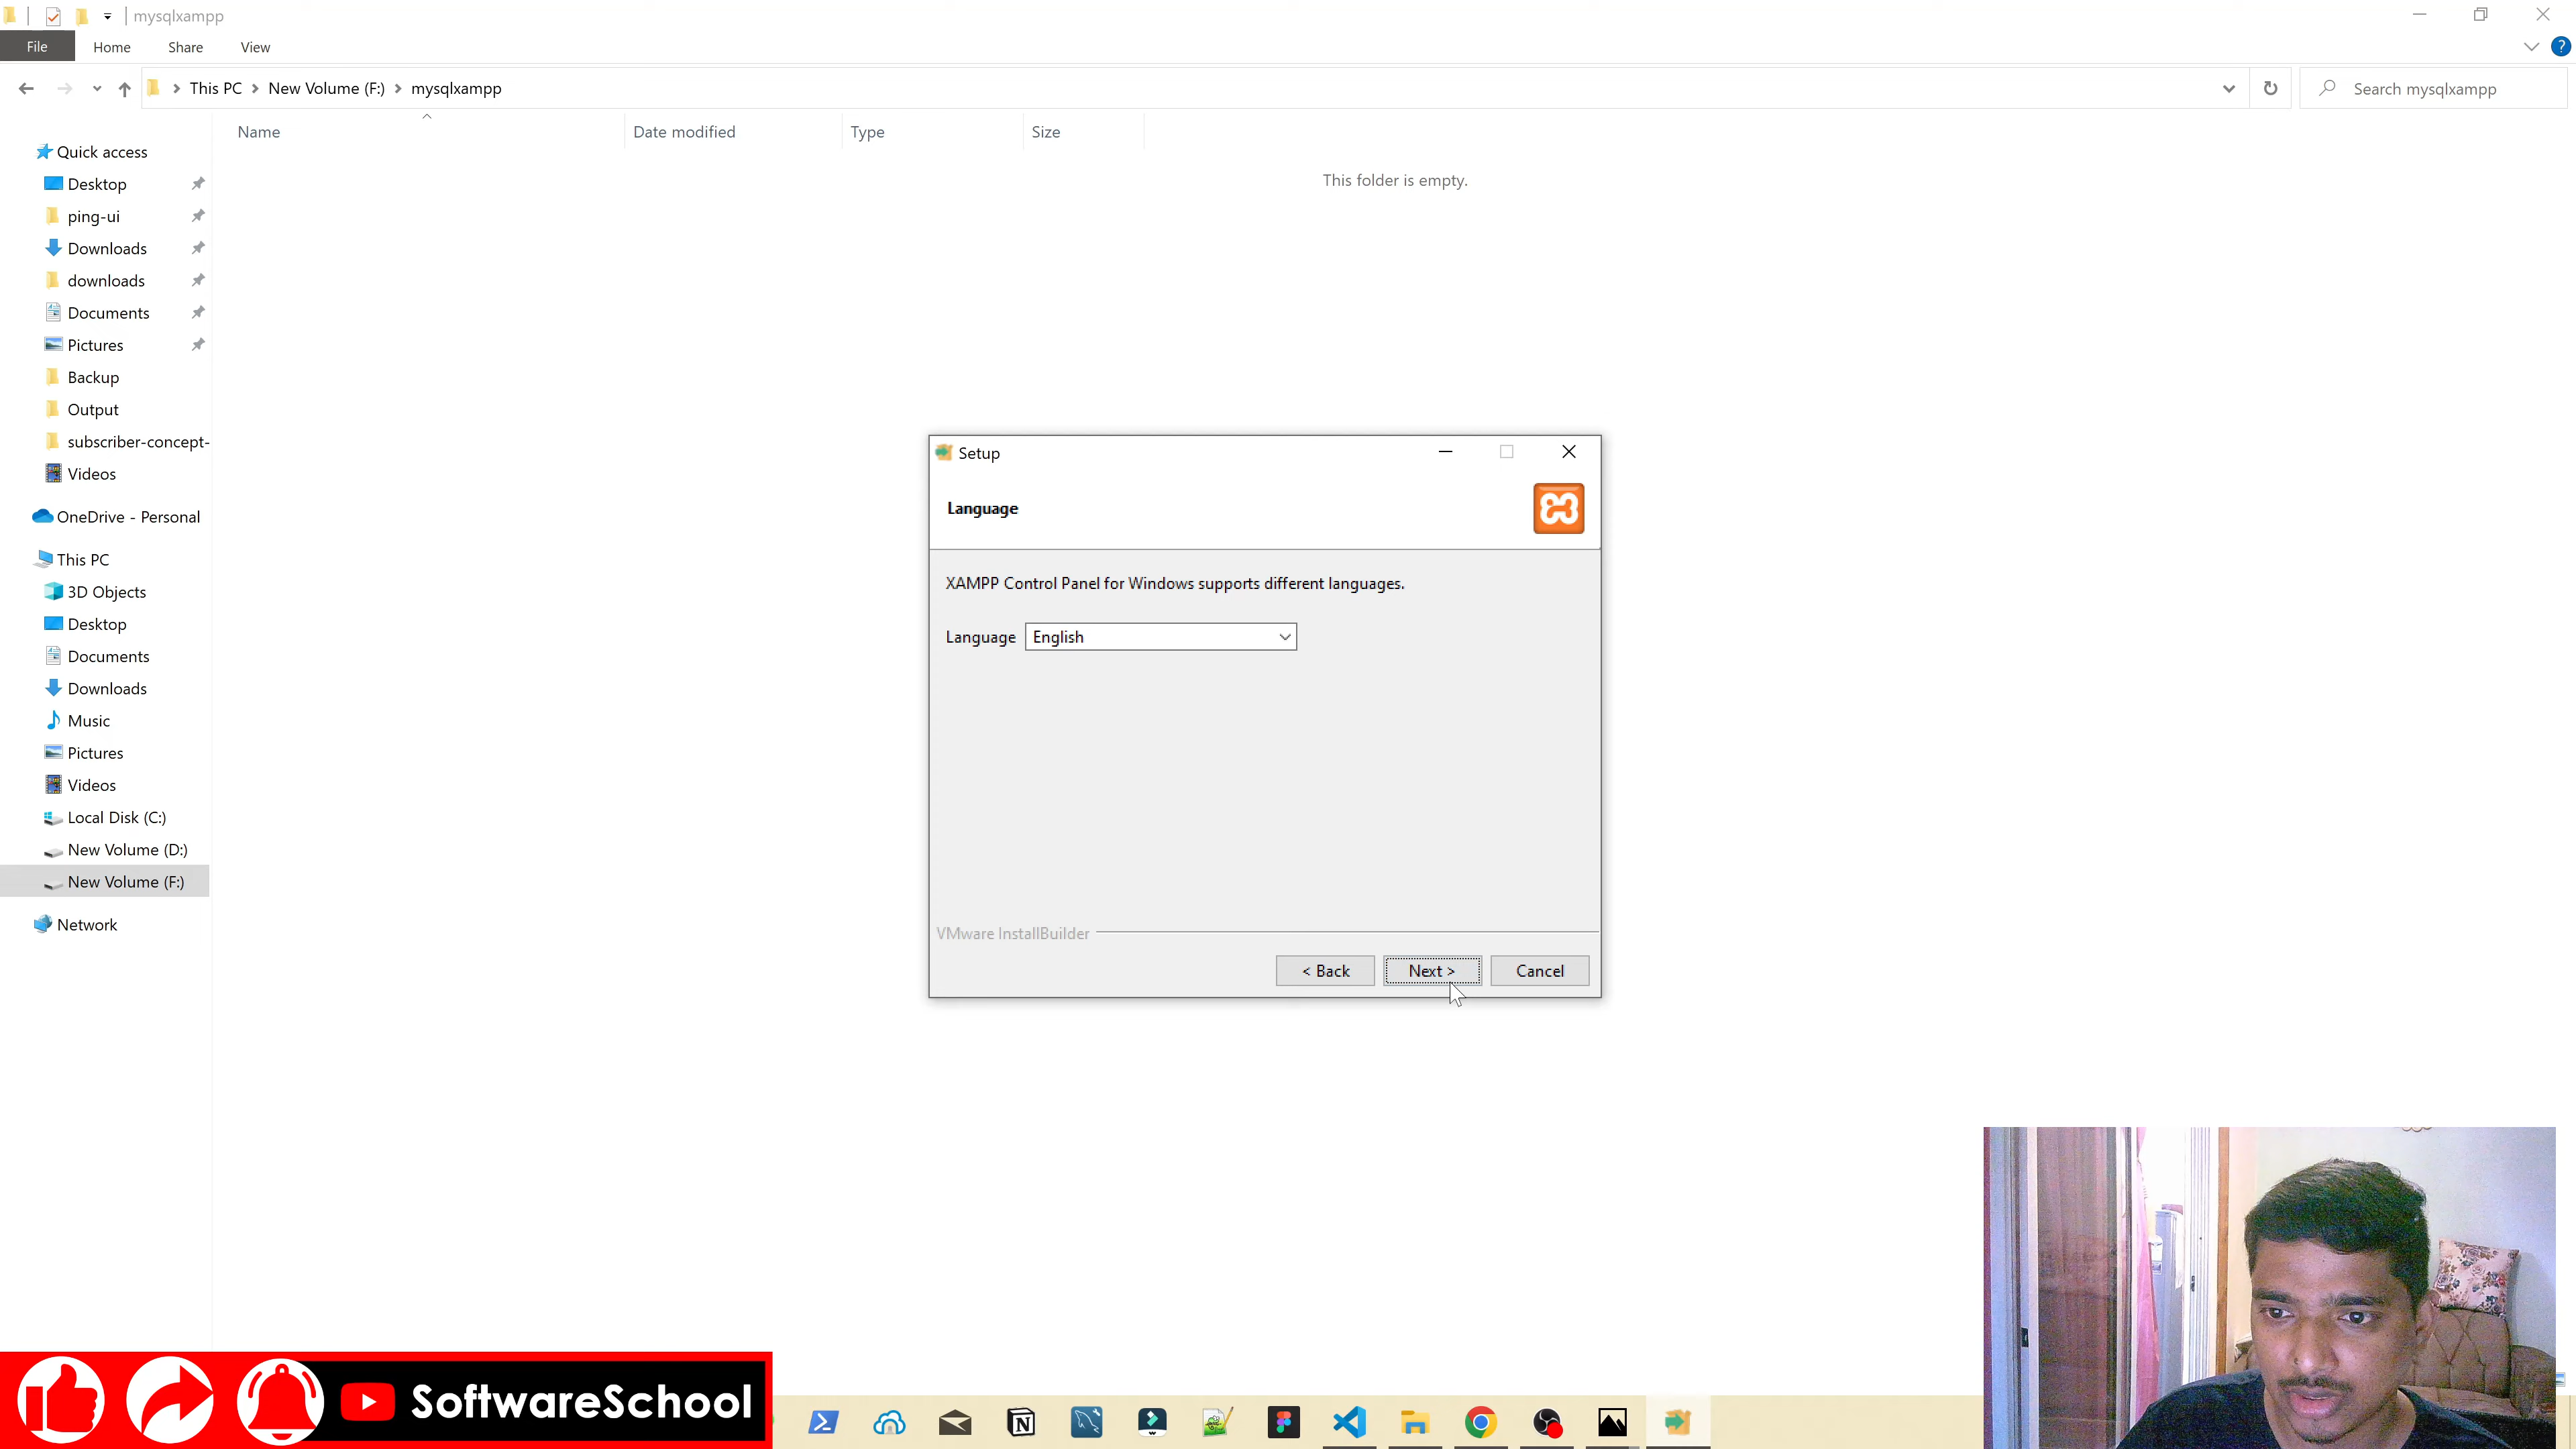 mysqlxampp
File Home Share View
This PC New Volume (F:) mysqlxampp
Search mysqlxampp
Name Date modified Type Size
This folder is empty.
Quick access
Desktop
ping-ui
Downloads
downloads
Documents
Pictures
Backup
Output
subscriber-concept-
Videos
OneDrive - Personal
This PC
3D Objects
Desktop
Documents
Downloads
Music
Pictures
Videos
Local Disk (C:)
New Volume (D:)
New Volume (F:)
Network
Setup
Language
XAMPP Control Panel for Windows supports different languages.
Language English
VMware InstallBuilder
< Back Next > Cancel
SoftwareSchool